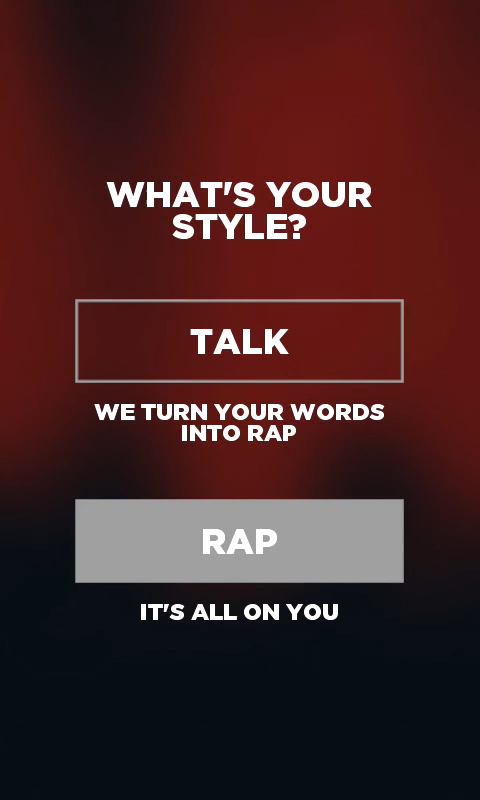 WHAT'S YOUR
STYLE?
TALK
WE TURN YOUR WORDS
INTO RAP
RAP
IT'S ALL ON YOU